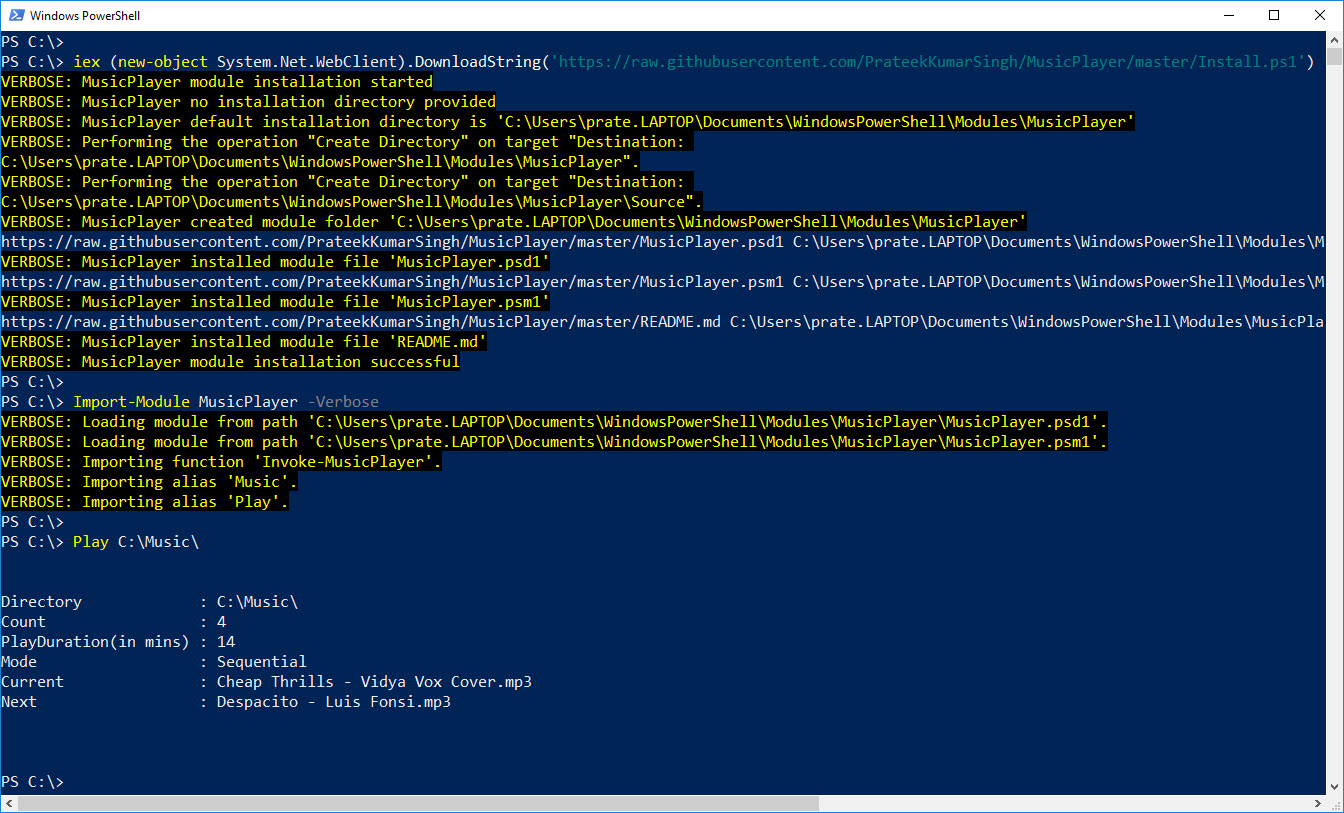 Windows PowerShell
PS C:\>
PS C:\> iex (new-object System.Net.WebClient).DownloadString('https://raw.githubusercontent.com/PrateekKumarSingh/MusicPlayer/master/Install.ps1')
VERBOSE: MusicPlayer module installation started
VERBOSE: MusicPlayer no installation directory provided
VERBOSE: MusicPlayer default installation directory is 'C:\Users\prate.LAPTOP\Documents\WindowsPowerShell\Modules\MusicPlayer'
VERBOSE: Performing the operation "Create Directory" on target "Destination:
C:\Users\prate.LAPTOP\Documents\WindowsPowerShell\Modules\MusicPlayer".
VERBOSE: Performing the operation "Create Directory" on target "Destination:
C:\Users\prate.LAPTOP\Documents\WindowsPowerShell\Modules\MusicPlayer\Source".
VERBOSE: MusicPlayer created module folder 'C:\Users\prate.LAPTOP\Documents\WindowsPowerShell\Modules\MusicPlayer'
https://raw.githubusercontent.com/PrateekKumarSingh/MusicPlayer/master/MusicPlayer.psd1 C:\Users\prate.LAPTOP\Documents\WindowsPowerShell\Modules\M
VERBOSE: MusicPlayer installed module file 'MusicPlayer.psd1'
https://raw.githubusercontent.com/PrateekKumarSingh/MusicPlayer/master/MusicPlayer.psm1 C:\Users\prate.LAPTOP\Documents\WindowsPowerShell\Modules\M
VERBOSE: MusicPlayer installed module file 'MusicPlayer.psm1'
https://raw.githubusercontent.com/PrateekKumarSingh/MusicPlayer/master/README.md C:\Users\prate.LAPTOP\Documents\WindowsPowerShell\Modules\MusicPla
VERBOSE: MusicPlayer installed module file 'README.md'
VERBOSE: MusicPlayer module installation successful
PS C:\>
PS C:\> Import-Module MusicPlayer -Verbose
VERBOSE: Loading module from path 'C:\Users\prate.LAPTOP\Documents\WindowsPowerShell\Modules\MusicPlayer\MusicPlayer.psd1'.
VERBOSE: Loading module from path 'C:\Users\prate.LAPTOP\Documents\WindowsPowerShell\Modules\MusicPlayer\MusicPlayer.psm1'.
VERBOSE: Importing function 'Invoke-MusicPlayer'.
VERBOSE: Importing alias 'Music'.
VERBOSE: Importing alias 'Play'.
PS C:\>
PS C:\> Play C:\Music\
Directory : C:\Music\
Count : 4
PlayDuration(in mins) : 14
Mode : Sequential
Current : Cheap Thrills - Vidya Vox Cover.mp3
Next : Despacito - Luis Fonsi.mp3
PS C:\>